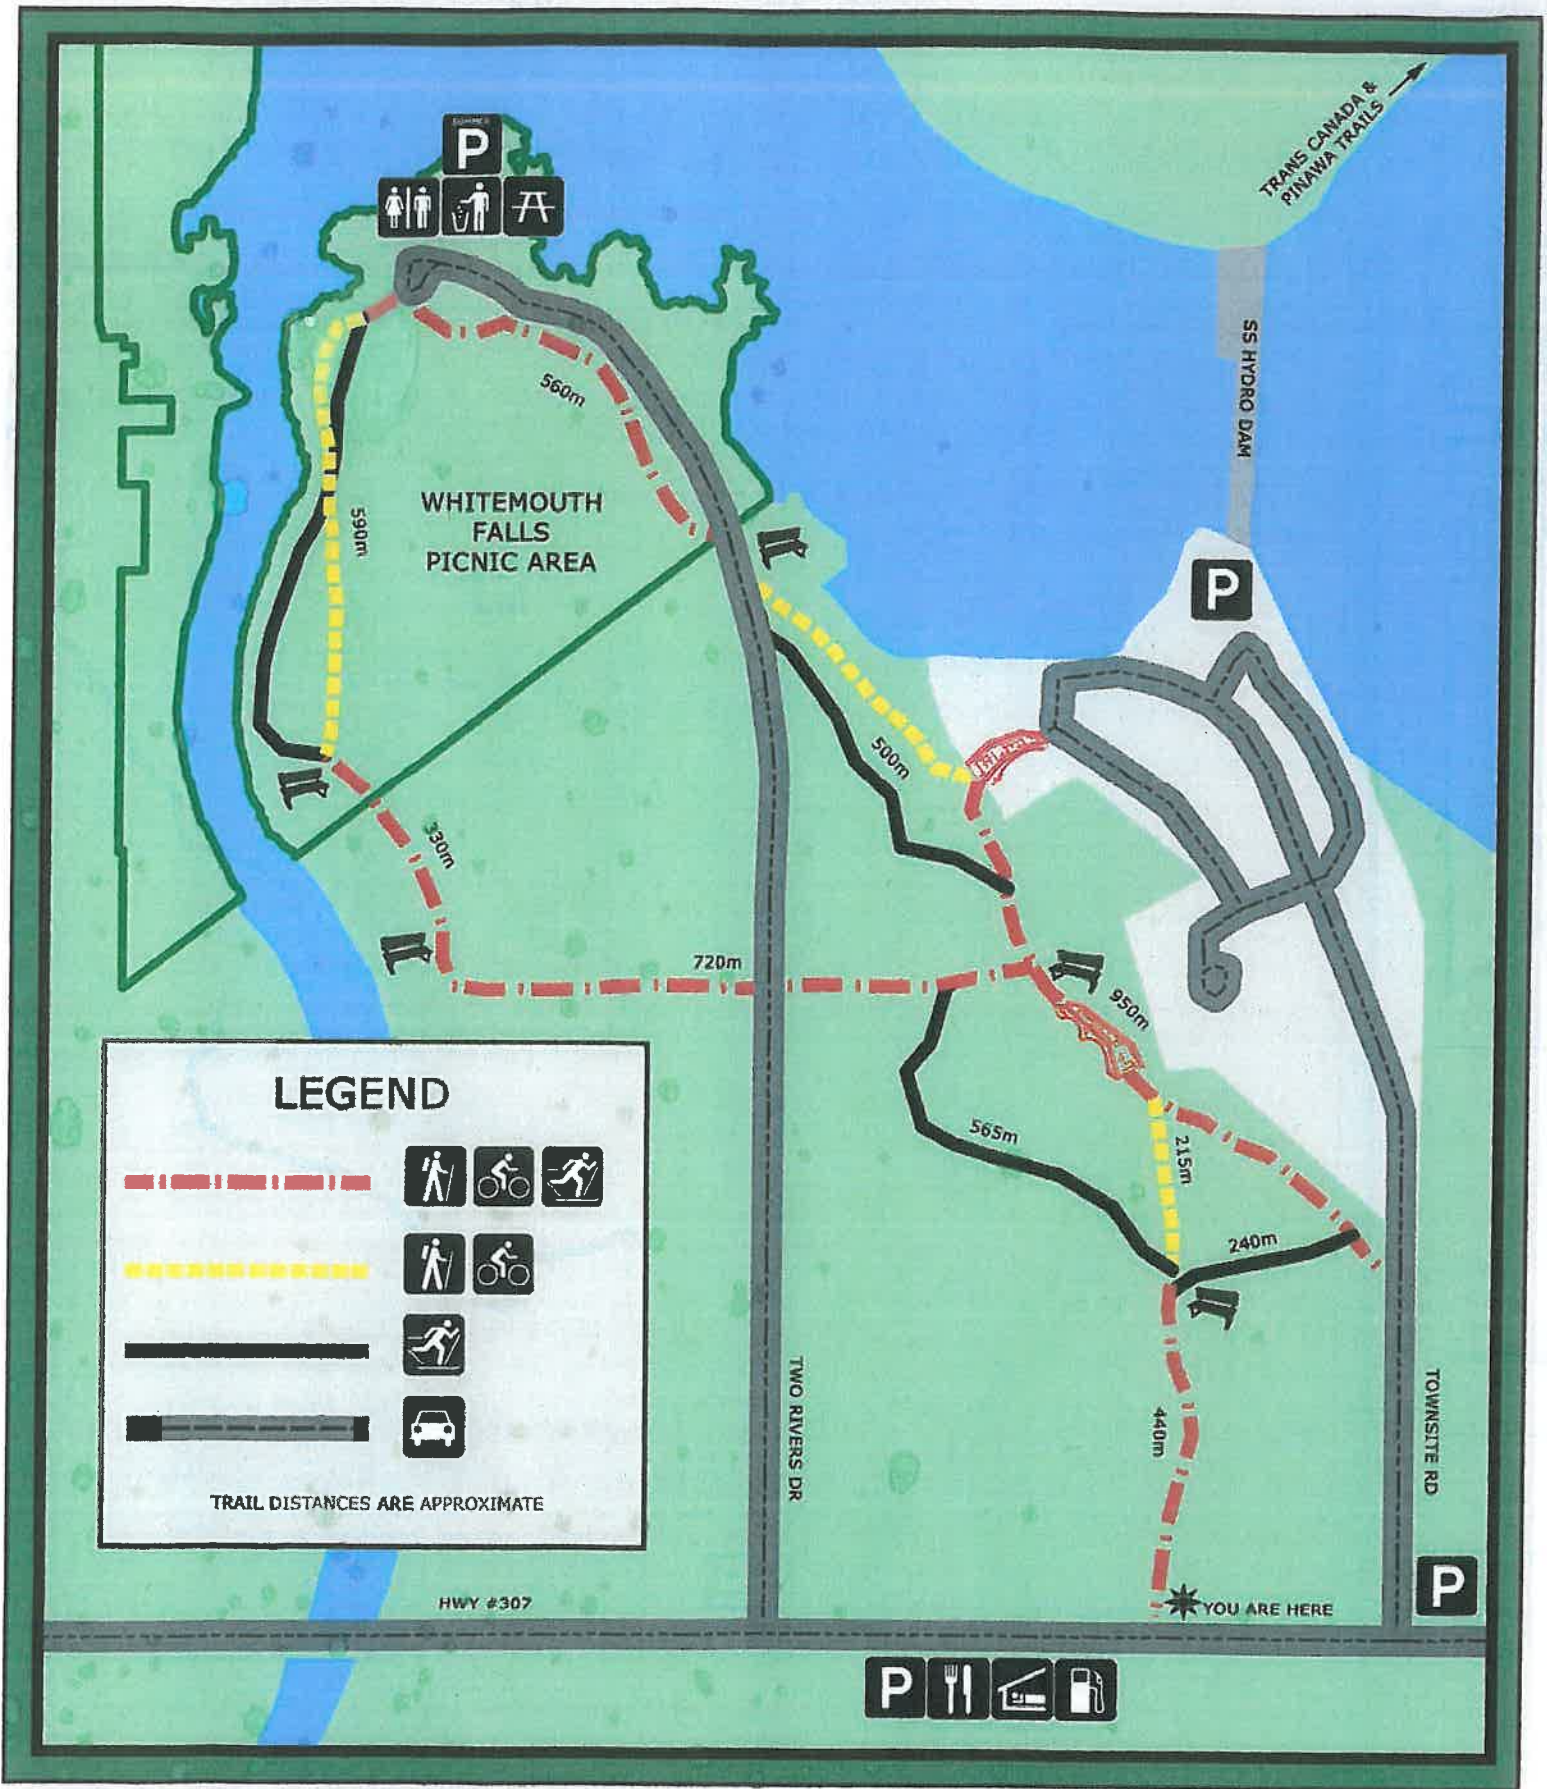 TRANS CANADA &
PINAWA TRAILS
SUMMER
P
SS HYDRO DAM
560m
WHITEMOUTH
FALLS
PICNIC AREA
590m
P
500m
330m
720m
950m
LEGEND
565m
215m
240m
TWO RIVERS DR
TOWNSITE RD
440m
TRAIL DISTANCES ARE APPROXIMATE
HWY #307
YOU ARE HERE
P
P